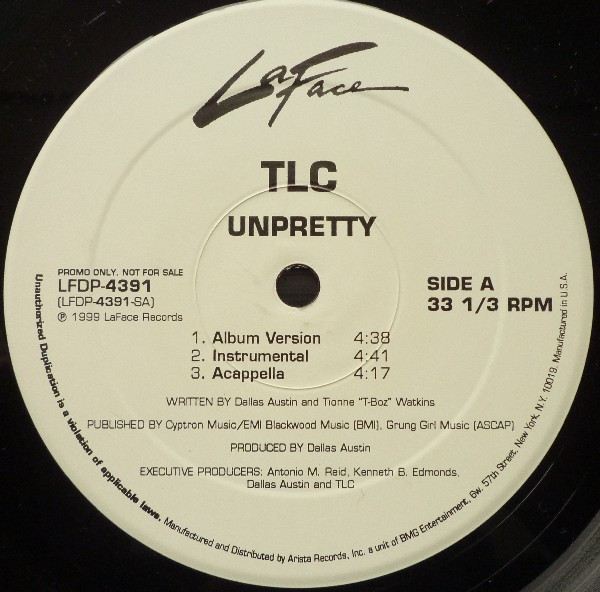 LaFace
TLC
UNPRETTY
PROMO ONLY. NOT FOR SALE
LFDP-4391
(LFDP-4391-SA)
℗ 1999 LaFace Records
SIDE A
33 1/3 RPM
1. Album Version 4:38
2. Instrumental 4:41
3. Acappella 4:17
WRITTEN BY Dallas Austin and Tionne "T-Boz" Watkins
PUBLISHED BY Cyptron Music/EMI Blackwood Music (BMI), Grung Girl Music (ASCAP)
PRODUCED BY Dallas Austin
EXECUTIVE PRODUCERS: Antonio M. Reid, Kenneth B. Edmonds,
Dallas Austin and TLC
Unauthorized Duplication is a violation of applicable laws. Manufactured and Distributed by Arista Records, Inc. a unit of BMG Entertainment, 6w. 57th Street, New York, N.Y. 10019. Manufactured in U.S.A.